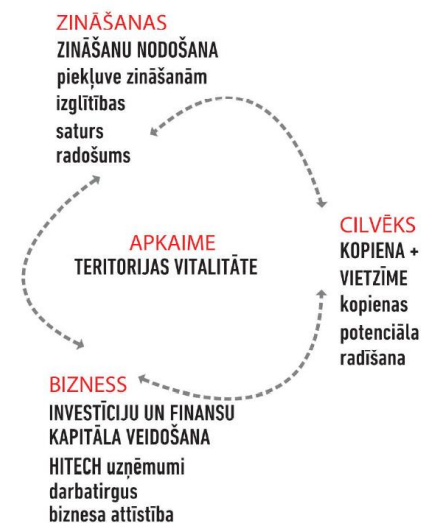 ZINĀŠANAS
ZINĀŠANU NODOŠANA
piekļuve zināšanām
izglītības
saturs
radošums
CILVĒKS
KOPIENA +
VIETZĪME
kopienas
potenciāla
radīšana
APKAIME
TERITORIJAS VITALITĀTE
BIZNESS
INVESTĪCIJU UN FINANSU
KAPITĀLA VEIDOŠANA
HITECH uzņēmumi
darbatirgus
biznesa attīstība